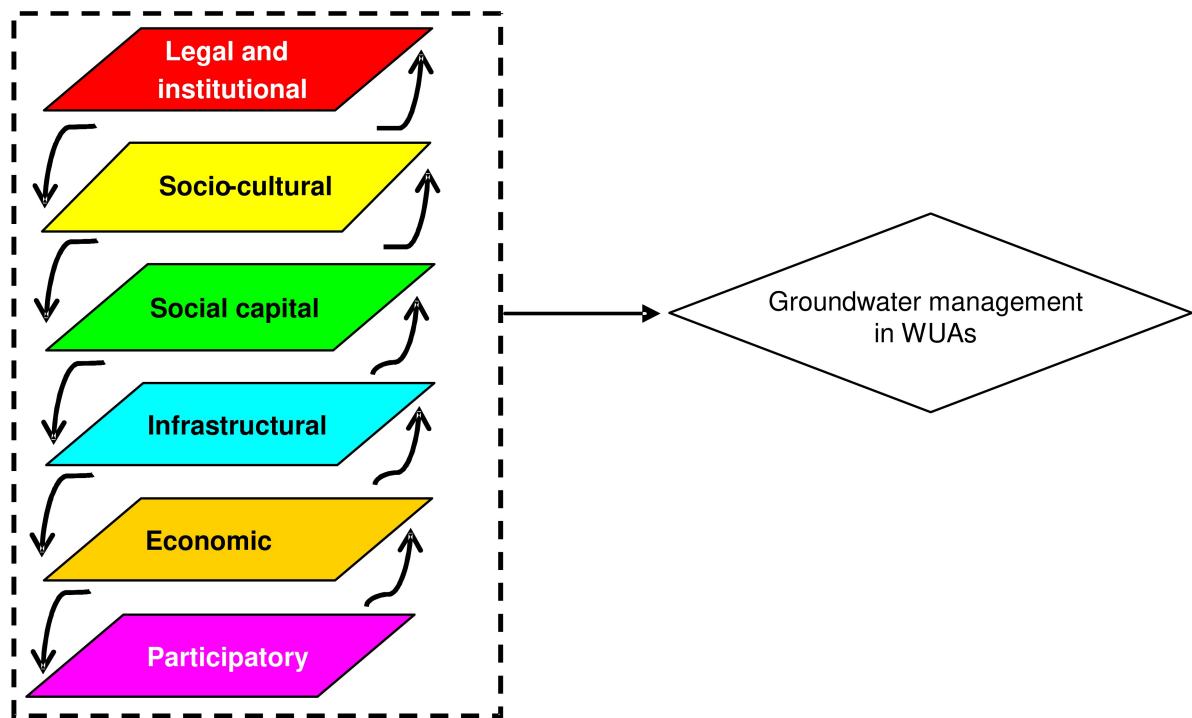 Legal and
institutional
Socio-cultural
Social capital
Infrastructural
Economic
Participatory
Groundwater management
in WUAs